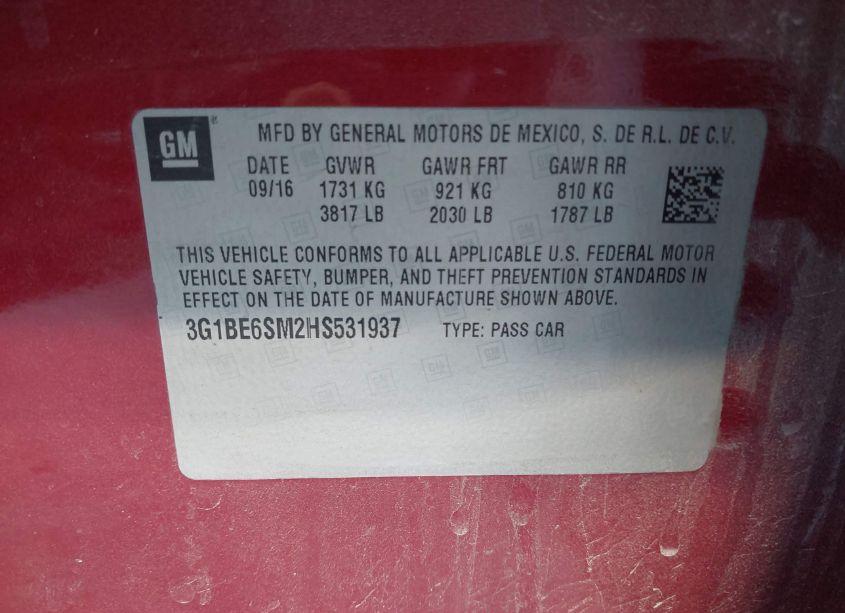 GM
MFD BY GENERAL MOTORS DE MEXICO, S. DE R.L. DE C.V.
DATE GVWR GAWR FRT GAWR RR
09/16 1731 KG 921 KG 810 KG
3817 LB 2030 LB 1787 LB
THIS VEHICLE CONFORMS TO ALL APPLICABLE U.S. FEDERAL MOTOR
VEHICLE SAFETY, BUMPER, AND THEFT PREVENTION STANDARDS IN
EFFECT ON THE DATE OF MANUFACTURE SHOWN ABOVE.
3G1BE6SM2HS531937 TYPE: PASS CAR